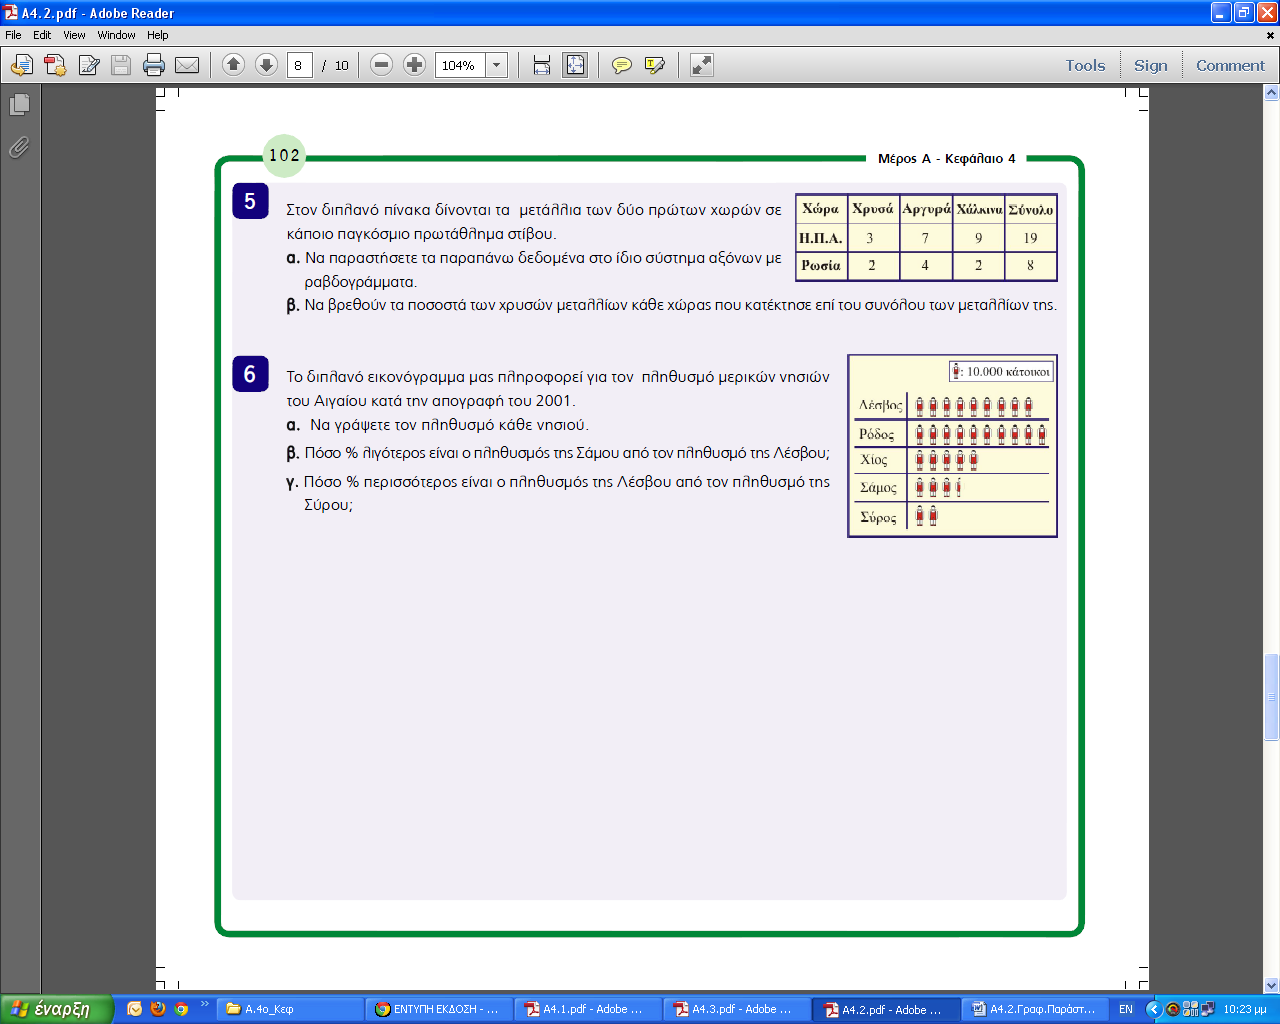 A4.2.pdf - Adobe Reader
File Edit View Window Help
8 / 10 104% Tools Sign Comment
102
Μέρος Α - Κεφάλαιο 4
5
Στον διπλανό πίνακα δίνονται τα μετάλλια των δύο πρώτων χωρών σε
κάποιο παγκόσμιο πρωτάθλημα στίβου.
α. Να παραστήσετε τα παραπάνω δεδομένα στο ίδιο σύστημα αξόνων με
ραβδογράμματα.
β. Να βρεθούν τα ποσοστά των χρυσών μεταλλίων κάθε χώρας που κατέκτησε επί του συνόλου των μεταλλίων της.
Χώρα Χρυσά Αργυρά Χάλκινα Σύνολο
Η.Π.Α. 3 7 9 19
Ρωσία 2 4 2 8
6
Το διπλανό εικονόγραμμα μας πληροφορεί για τον πληθυσμό μερικών νησιών
του Αιγαίου κατά την απογραφή του 2001.
α. Να γράψετε τον πληθυσμό κάθε νησιού.
β. Πόσο % λιγότερος είναι ο πληθυσμός της Σάμου από τον πληθυσμό της Λέσβου;
γ. Πόσο % περισσότερος είναι ο πληθυσμός της Λέσβου από τον πληθυσμό της
Σύρου;
: 10.000 κάτοικοι
Λέσβος
Ρόδος
Χίος
Σάμος
Σύρος
έναρξη
A.4ο_Κεφ
ΕΝΤΥΠΗ ΕΚΔΟΣΗ - ...
A4.1.pdf - Adobe ...
A4.3.pdf - Adobe ...
A4.2.pdf - Adobe ...
A4.2.Γραφ.Παράστ...
EN
10:23 μμ